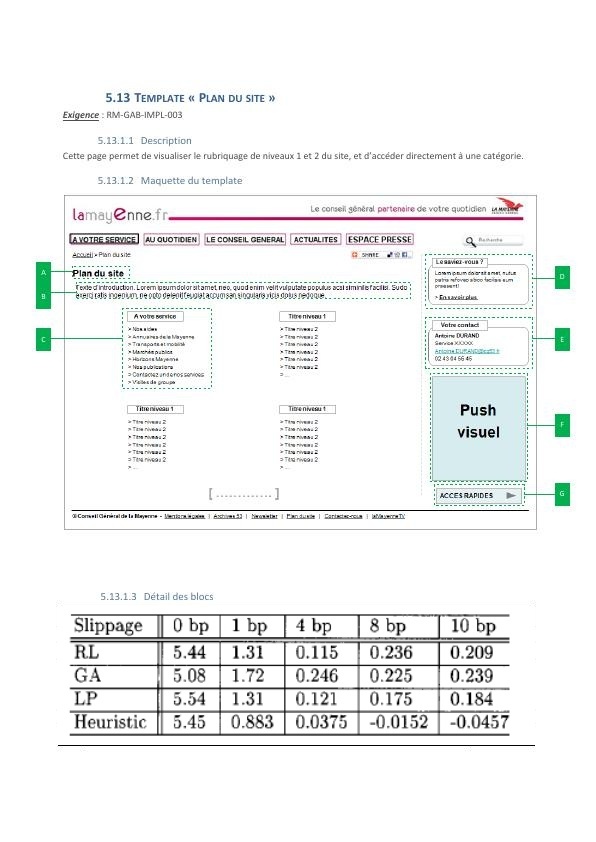 5.13 TEMPLATE « PLAN DU SITE »
Exigence : RM-GAB-IMPL-003
5.13.1.1 Description
Cette page permet de visualiser le rubriquage de niveaux 1 et 2 du site, et d'accéder directement à une catégorie.
5.13.1.2 Maquette du template
lamayenne.fr
Le conseil général partenaire de votre quotidien
LA MAYENNE
A VOTRE SERVICE
AU QUOTIDIEN
LE CONSEIL GENERAL
ACTUALITES
ESPACE PRESSE
Recherche
Accueil > Plan du site
SHARE
A
Plan du site
B
Texte d'introduction. Lorem ipsum dolor sit amet, neo, quod enim velit vulputate populus acsi siminite facilisi. Sudo
C
A votre service
> Nos aides
> Annuaires de la Mayenne
> Transports et mobilité
> Marchés publics
> Horizons Mayenne
> Nos publications
> Contactez un de nos services
> Visites de groupe
Titre niveau 1
> Titre niveau 2
> Titre niveau 2
> Titre niveau 2
> Titre niveau 2
> Titre niveau 2
> Titre niveau 2
> ...
Titre niveau 1
> Titre niveau 2
> Titre niveau 2
> Titre niveau 2
> Titre niveau 2
> Titre niveau 2
> Titre niveau 2
> ...
Titre niveau 1
> Titre niveau 2
> Titre niveau 2
> Titre niveau 2
> Titre niveau 2
> Titre niveau 2
> Titre niveau 2
> ...
[ ............. ]
Le saviez-vous ?
Lorem ipsum dolor sit amet, rutus
> En savoir plus
D
Votre contact
Antoine DURAND
Service XXXXX
Antoine.DURAND@cg53.fr
02 43 04 55 45
E
Push
visuel
F
ACCES RAPIDES
G
© Conseil Général de la Mayenne - Mentions légales | Archives 53 | Newsletter | Plan du site | Contactez-nous | laMayenneTV
5.13.1.3 Détail des blocs
Slippage 0 bp 1 bp 4 bp 8 bp 10 bp
RL 5.44 1.31 0.115 0.236 0.209
GA 5.08 1.72 0.246 0.225 0.239
LP 5.54 1.31 0.121 0.175 0.184
Heuristic 5.45 0.883 0.0375 -0.0152 -0.0457